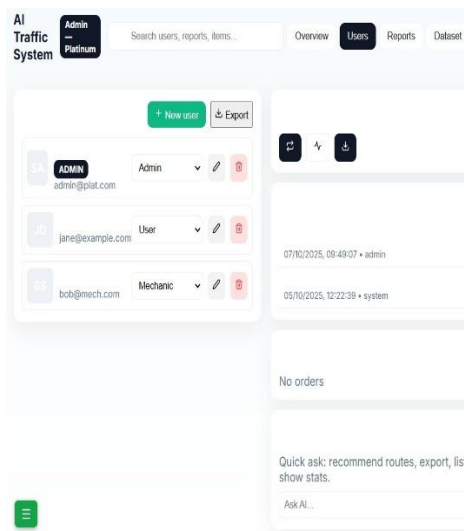 AI
Traffic
System
Admin
—
Platinum
Search users, reports, items...
Overview
Users
Reports
Dataset
+ New user
Export
SA
ADMIN
admin@plat.com
Admin
JD
jane@example.com
User
BS
bob@mech.com
Mechanic
07/10/2025, 09:49:07 • admin
05/10/2025, 12:22:39 • system
No orders
Quick ask: recommend routes, export, lis
show stats.
Ask AI...